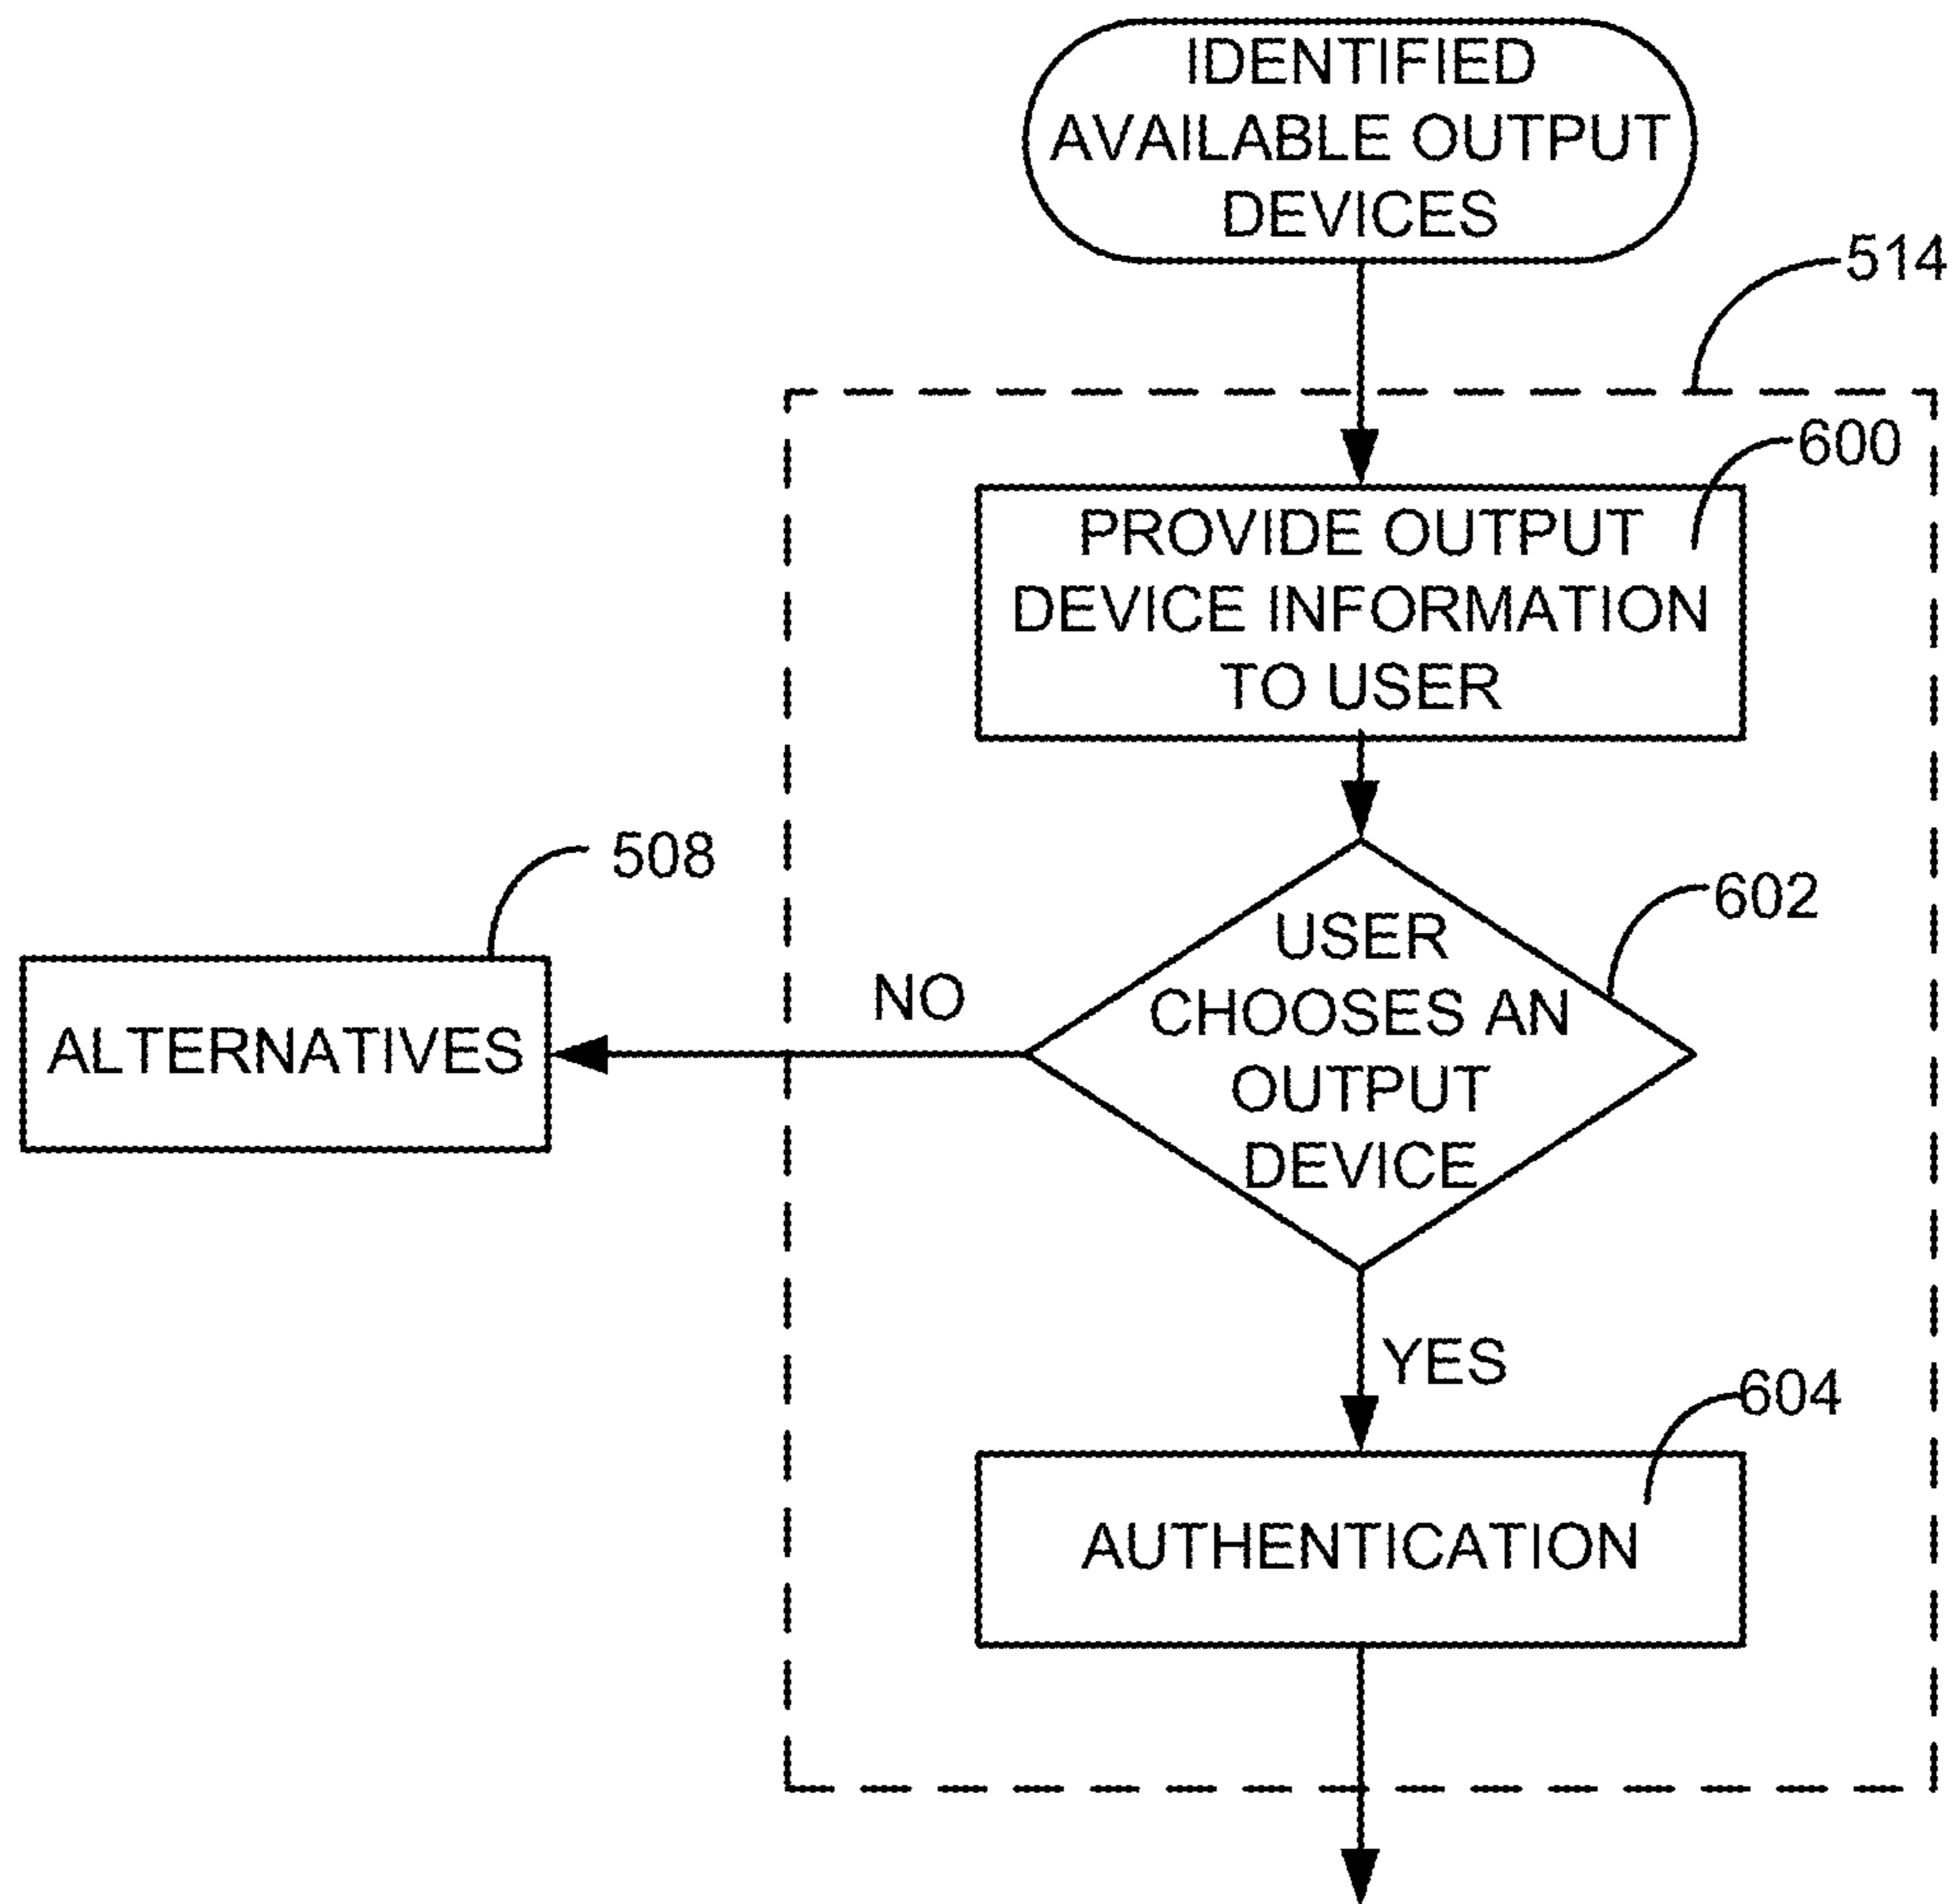 IDENTIFIED
AVAILABLE OUTPUT
DEVICES
514
600
PROVIDE OUTPUT
DEVICE INFORMATION
TO USER
508
602
USER
CHOOSES AN
OUTPUT
DEVICE
NO
ALTERNATIVES
YES
604
AUTHENTICATION